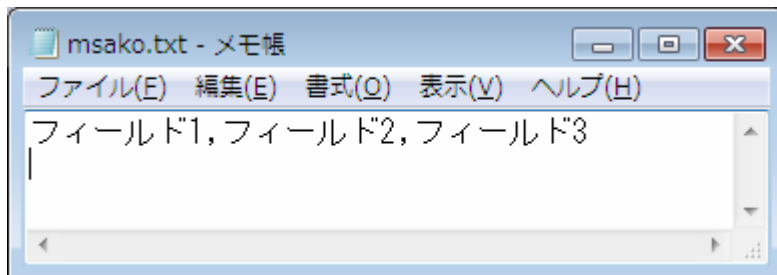 msako.txt - メモ帳
ファイル(F) 編集(E) 書式(O) 表示(V) ヘルプ(H)
フィールド1,フィールド2,フィールド3